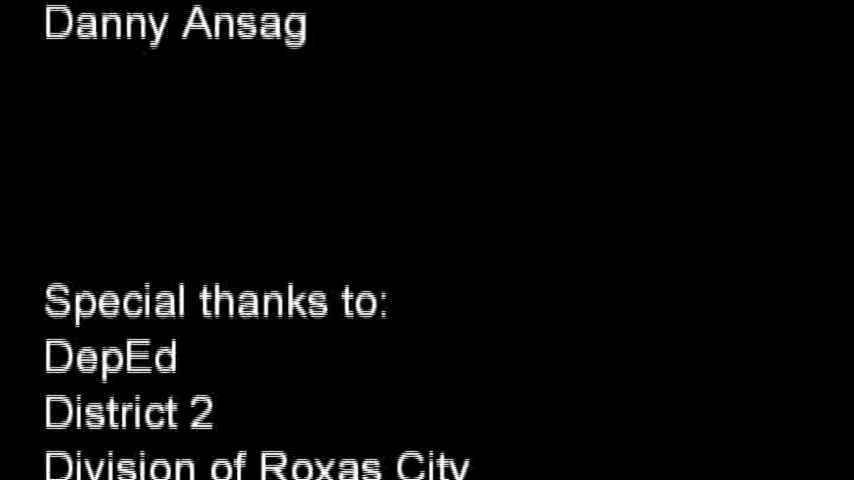 Danny Ansag
Special thanks to:
DepEd
District 2
Division of Roxas City